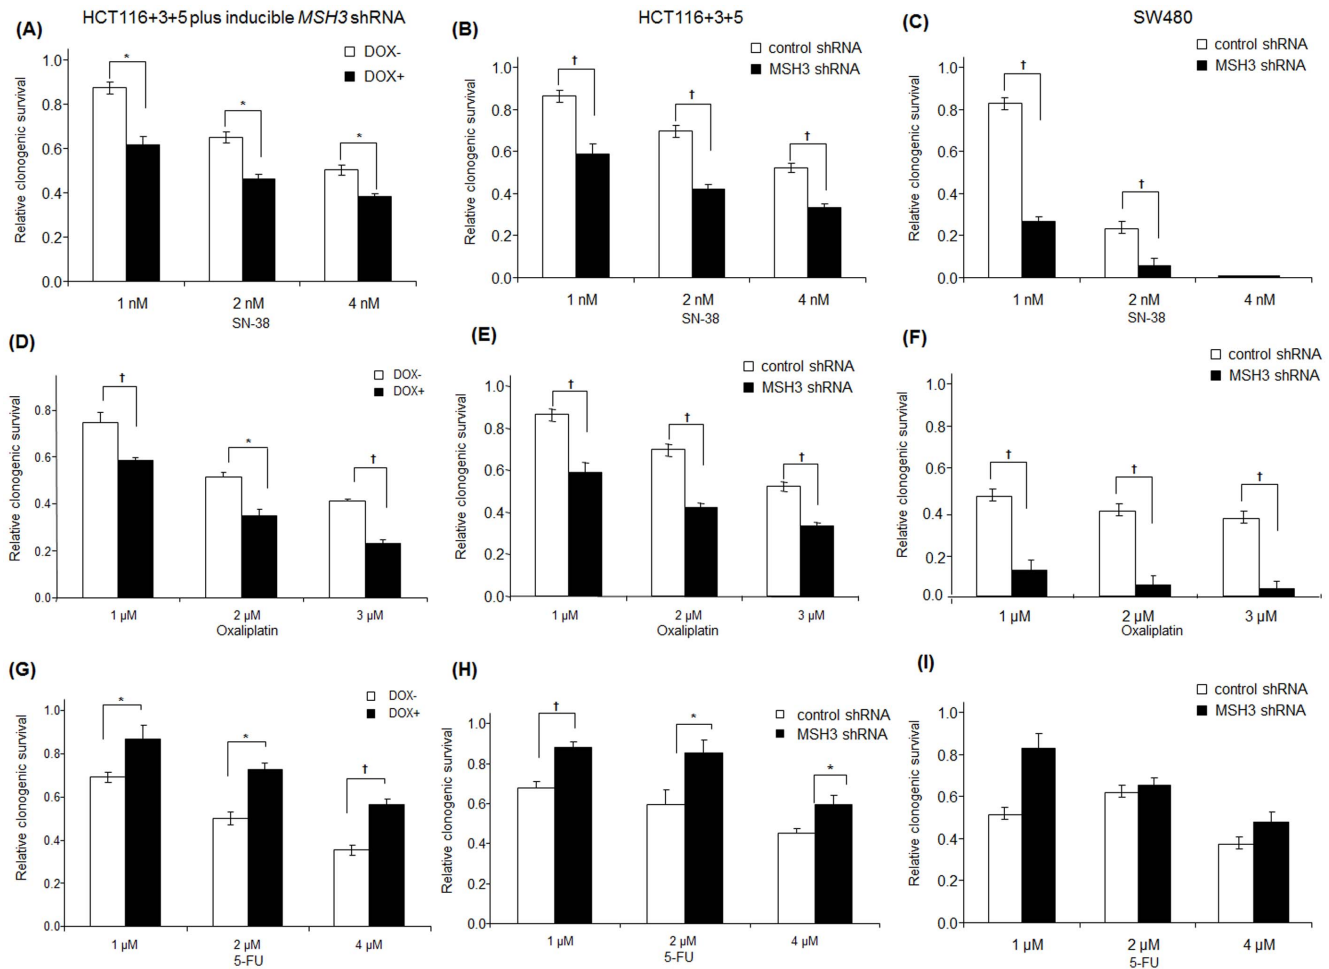 HCT116+3+5 plus inducible MSH3 shRNA
HCT116+3+5
SW480
(A)
DOX-
DOX+
Relative clonogenic survival
1.0
0.8
0.6
0.4
0.2
0.0
*
*
*
1 nM
2 nM
4 nM
SN-38
(B)
control shRNA
MSH3 shRNA
Relative clonogenic survival
1.0
0.8
0.6
0.4
0.2
0.0
†
†
†
1 nM
2 nM
4 nM
SN-38
(C)
control shRNA
MSH3 shRNA
Relative clonogenic survival
1.0
0.8
0.6
0.4
0.2
0.0
†
†
1 nM
2 nM
4 nM
SN-38
(D)
DOX-
DOX+
Relative clonogenic survival
0.8
0.6
0.4
0.2
0.0
†
*
†
1 µM
2 µM
3 µM
Oxaliplatin
(E)
control shRNA
MSH3 shRNA
Relative clonogenic survival
1.0
0.8
0.6
0.4
0.2
0.0
†
†
†
1 µM
2 µM
3 µM
Oxaliplatin
(F)
control shRNA
MSH3 shRNA
Relative clonogenic survival
1.0
0.8
0.6
0.4
0.2
0.0
†
†
†
1 µM
2 µM
3 µM
Oxaliplatin
(G)
DOX-
DOX+
Relative clonogenic survival
1.0
0.8
0.6
0.4
0.2
0.0
*
*
†
1 µM
2 µM
4 µM
5-FU
(H)
control shRNA
MSH3 shRNA
Relative clonogenic survival
1.0
0.8
0.6
0.4
0.2
0.0
†
*
*
1 µM
2 µM
4 µM
5-FU
(I)
control shRNA
MSH3 shRNA
Relative clonogenic survival
1.0
0.8
0.6
0.4
0.2
0.0
1 µM
2 µM
4 µM
5-FU